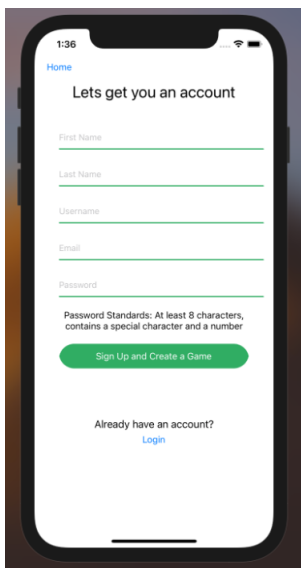 1:36
Home
Lets get you an account
First Name
Last Name
Username
Email
Password
Password Standards: At least 8 characters,
contains a special character and a number
Sign Up and Create a Game
Already have an account?
Login